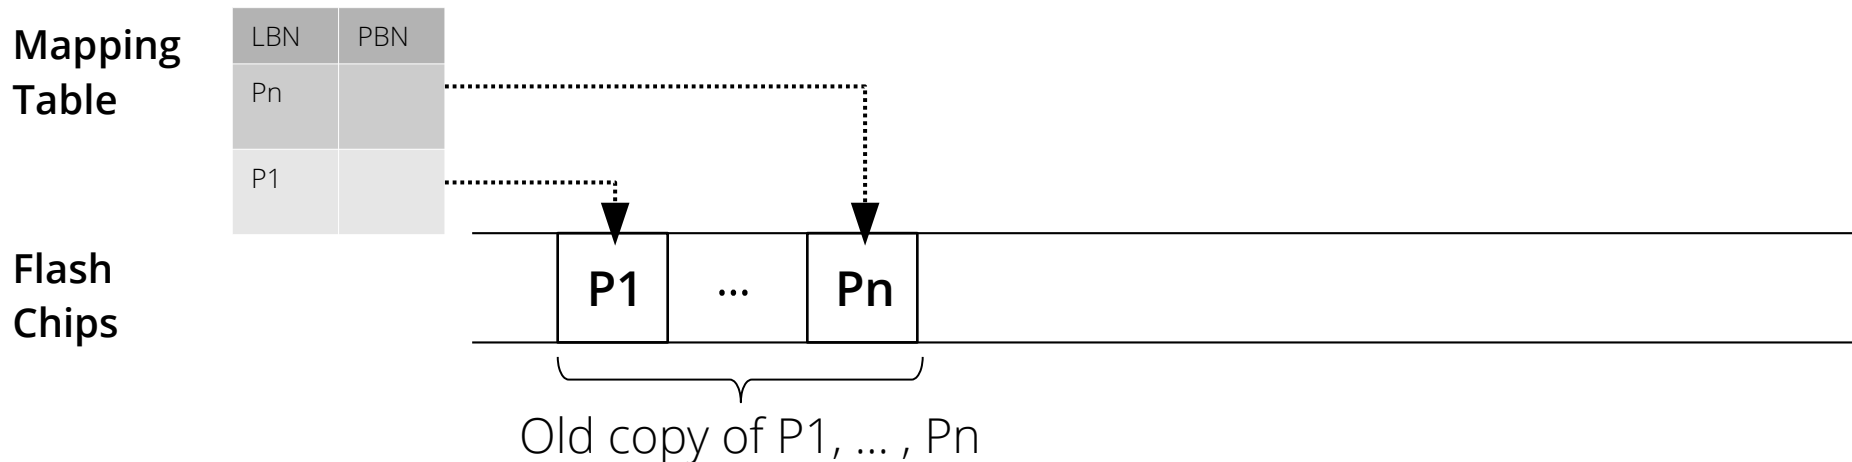 Mapping
Table
LBN PBN
Pn
P1
Flash
Chips
P1 ... Pn
Old copy of P1, ... , Pn